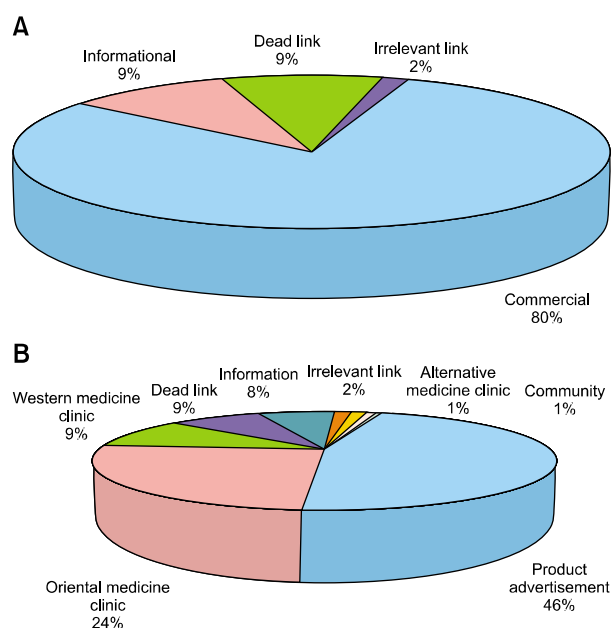 A
Informational
9%
Dead link
9%
Irrelevant link
2%
Commercial
80%
B
Western medicine
clinic
9%
Dead link
9%
Information
8%
Irrelevant link
2%
Alternative
medicine clinic
1%
Community
1%
Oriental medicine
clinic
24%
Product
advertisement
46%